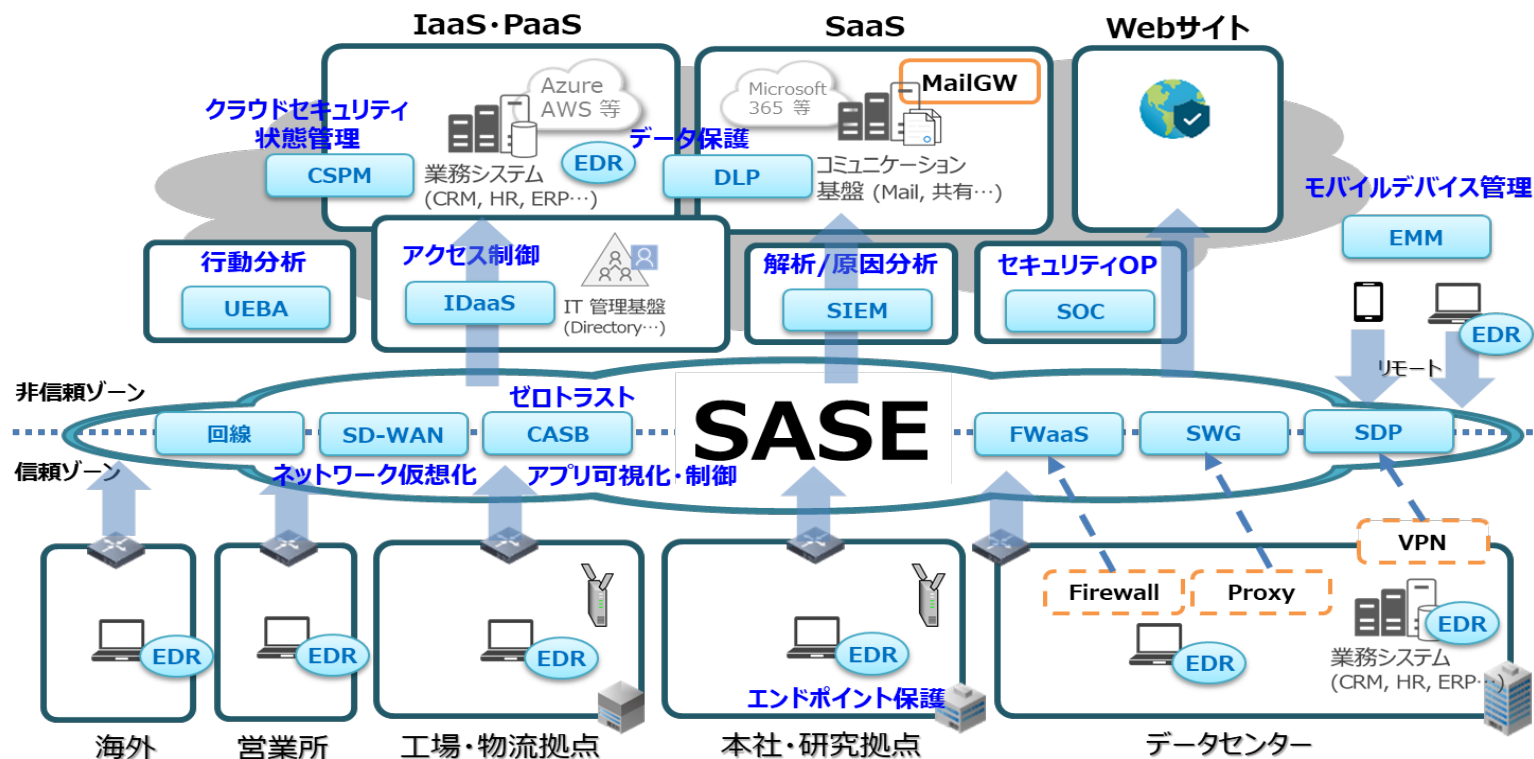 IaaS・PaaS
SaaS
Webサイト
Azure
AWS 等
Microsoft
365 等
MailGW
クラウドセキュリティ
状態管理
CSPM
業務システム
(CRM, HR, ERP…)
EDR
データ保護
DLP
コミュニケーション
基盤 (Mail, 共有…)
モバイルデバイス管理
EMM
行動分析
UEBA
アクセス制御
IDaaS
IT 管理基盤
(Directory…)
解析/原因分析
SIEM
セキュリティOP
SOC
EDR
リモート
非信頼ゾーン
信頼ゾーン
ゼロトラスト
回線
SD-WAN
CASB
SASE
FWaaS
SWG
SDP
ネットワーク仮想化
アプリ可視化・制御
VPN
Firewall
Proxy
EDR
EDR
EDR
EDR
EDR
EDR
業務システム
(CRM, HR, ERP…)
エンドポイント保護
海外
営業所
工場・物流拠点
本社・研究拠点
データセンター